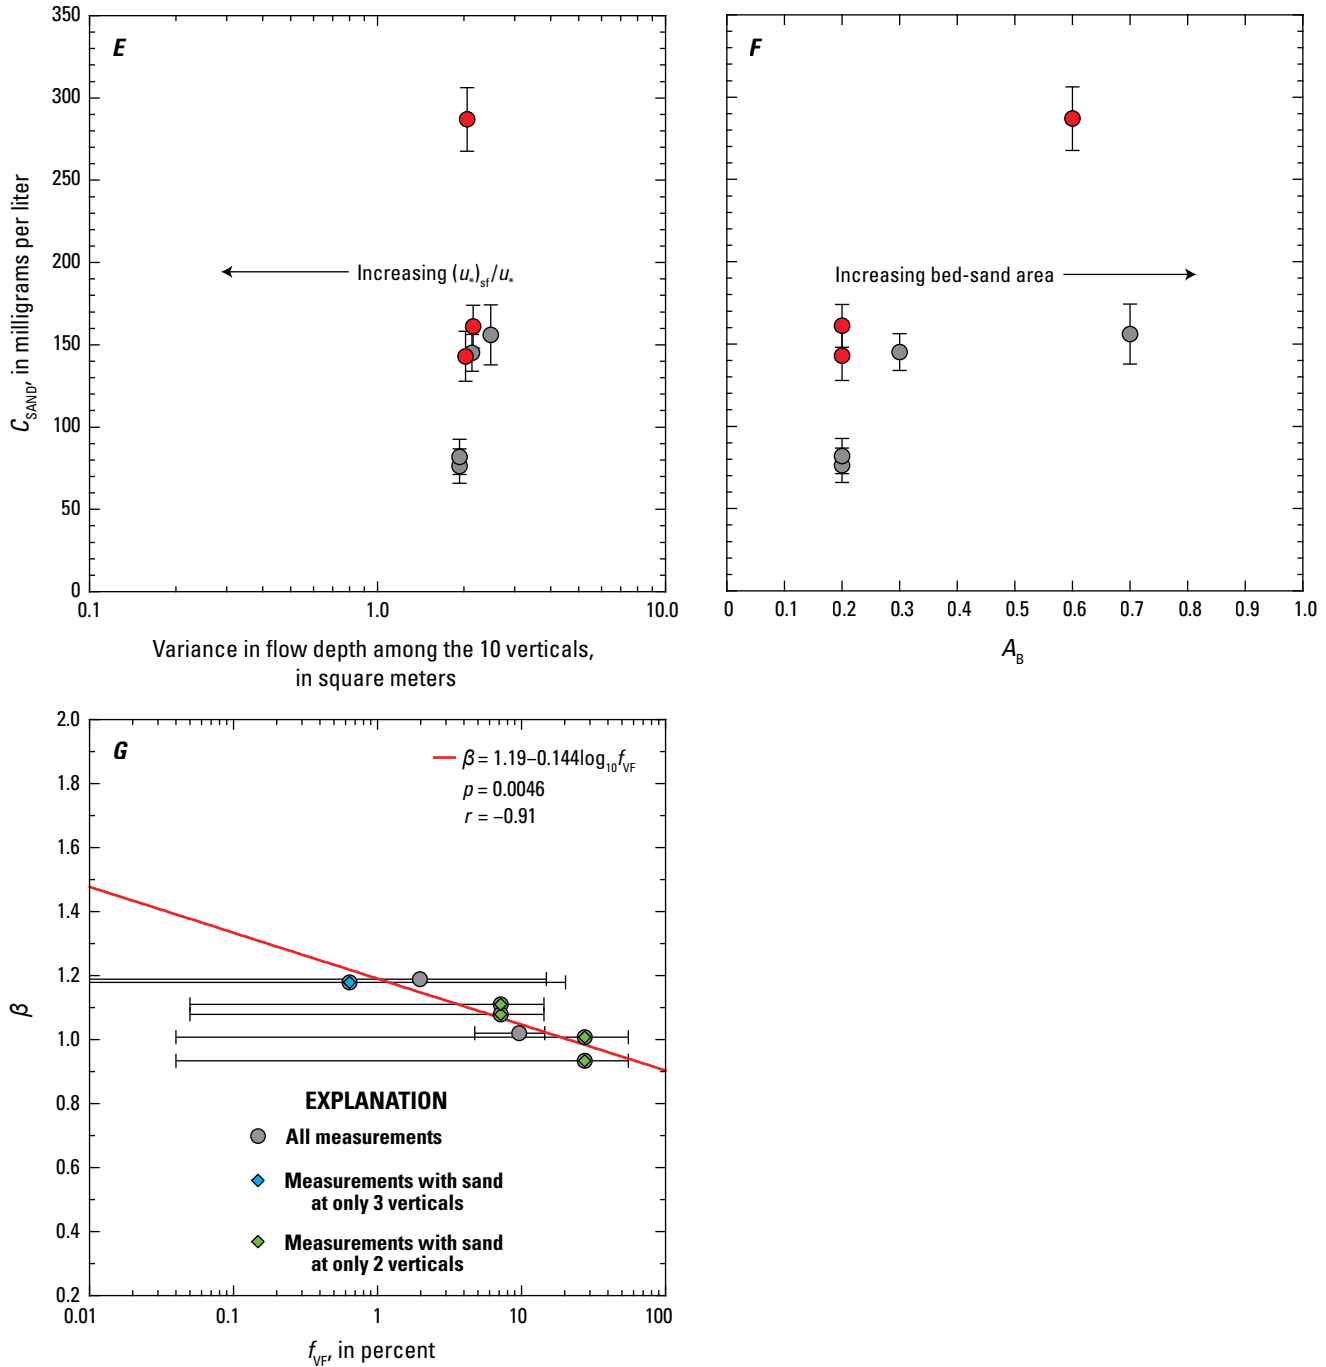 E
350
300
250
200
150
100
50
0
C_SAND, in milligrams per liter
Increasing (u*)sf/u*
0.1
1.0
10.0
Variance in flow depth among the 10 verticals,
in square meters
F
Increasing bed-sand area
0
0.1
0.2
0.3
0.4
0.5
0.6
0.7
0.8
0.9
1.0
A_B
G
2.0
1.8
1.6
1.4
1.2
1.0
0.8
0.6
0.4
0.2
β
β = 1.19–0.144log10 f_VF
p = 0.0046
r = –0.91
EXPLANATION
All measurements
Measurements with sand
at only 3 verticals
Measurements with sand
at only 2 verticals
0.01
0.1
1
10
100
f_VF, in percent